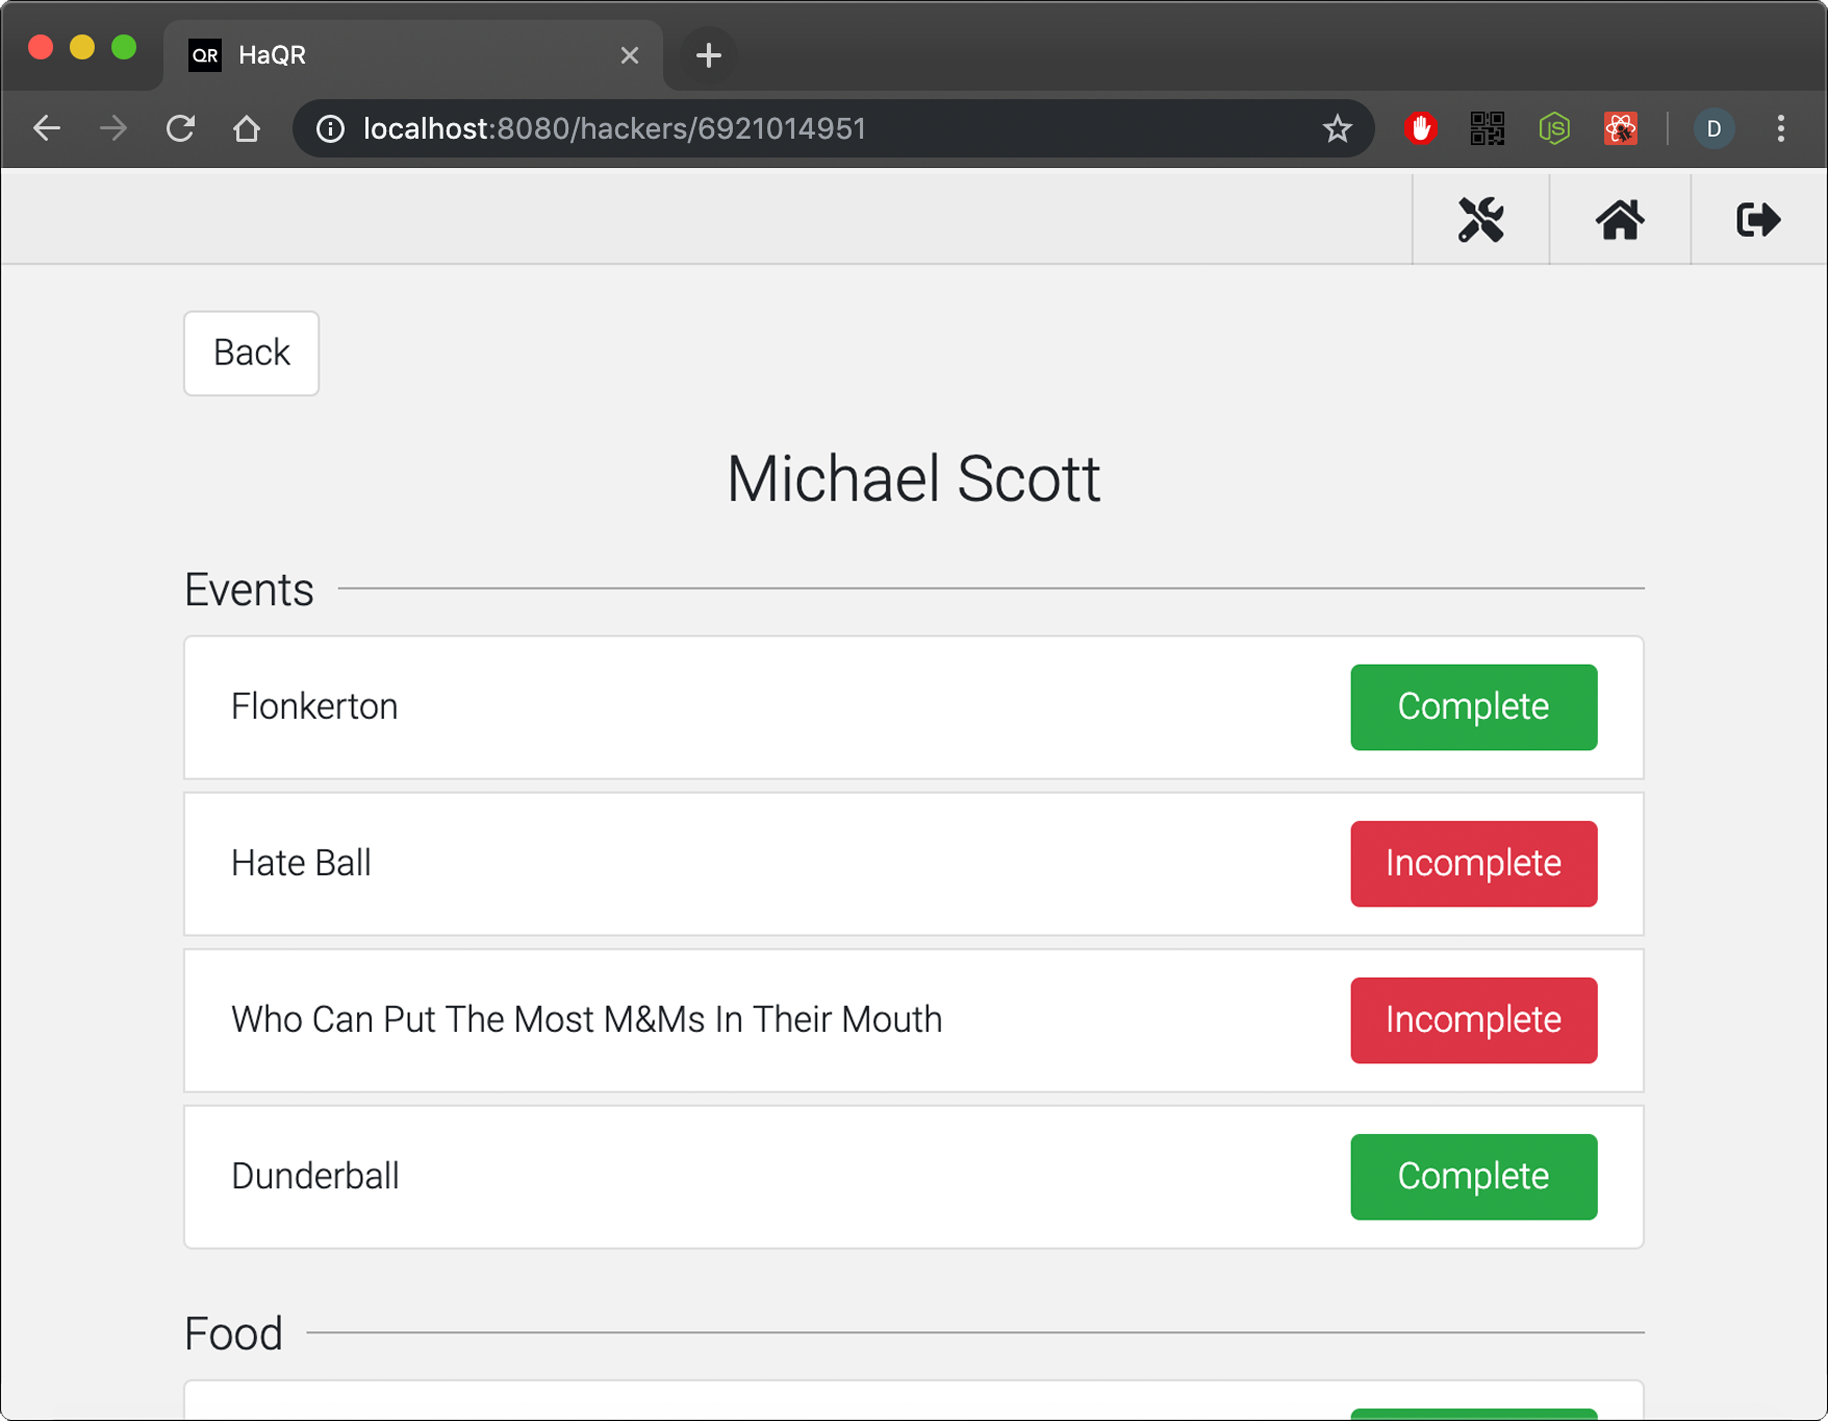 QR HaQR
localhost:8080/hackers/6921014951
JS
D
Back
Michael Scott
Events
Flonkerton Complete
Hate Ball Incomplete
Who Can Put The Most M&Ms In Their Mouth Incomplete
Dunderball Complete
Food